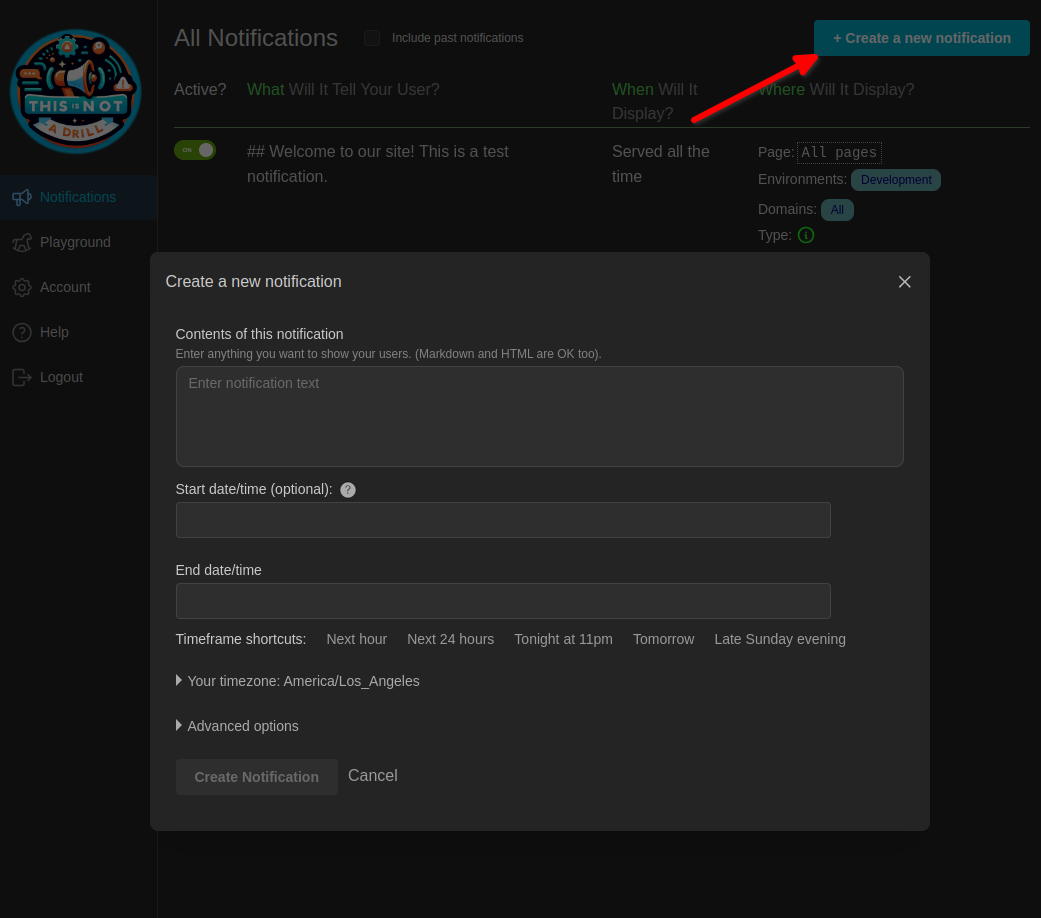 All Notifications
Include past notifications
+ Create a new notification
THIS IS NOT
A DRILL
Active?
What Will It Tell Your User?
When Will It
Display?
Where Will It Display?
ON
## Welcome to our site! This is a test
notification.
Served all the
time
Page: All pages
Environments: Development
Domains: All
Type:
Notifications
Playground
Account
Help
Logout
Create a new notification
Contents of this notification
Enter anything you want to show your users. (Markdown and HTML are OK too).
Enter notification text
Start date/time (optional): ?
End date/time
Timeframe shortcuts: Next hour Next 24 hours Tonight at 11pm Tomorrow Late Sunday evening
Your timezone: America/Los_Angeles
Advanced options
Create Notification Cancel